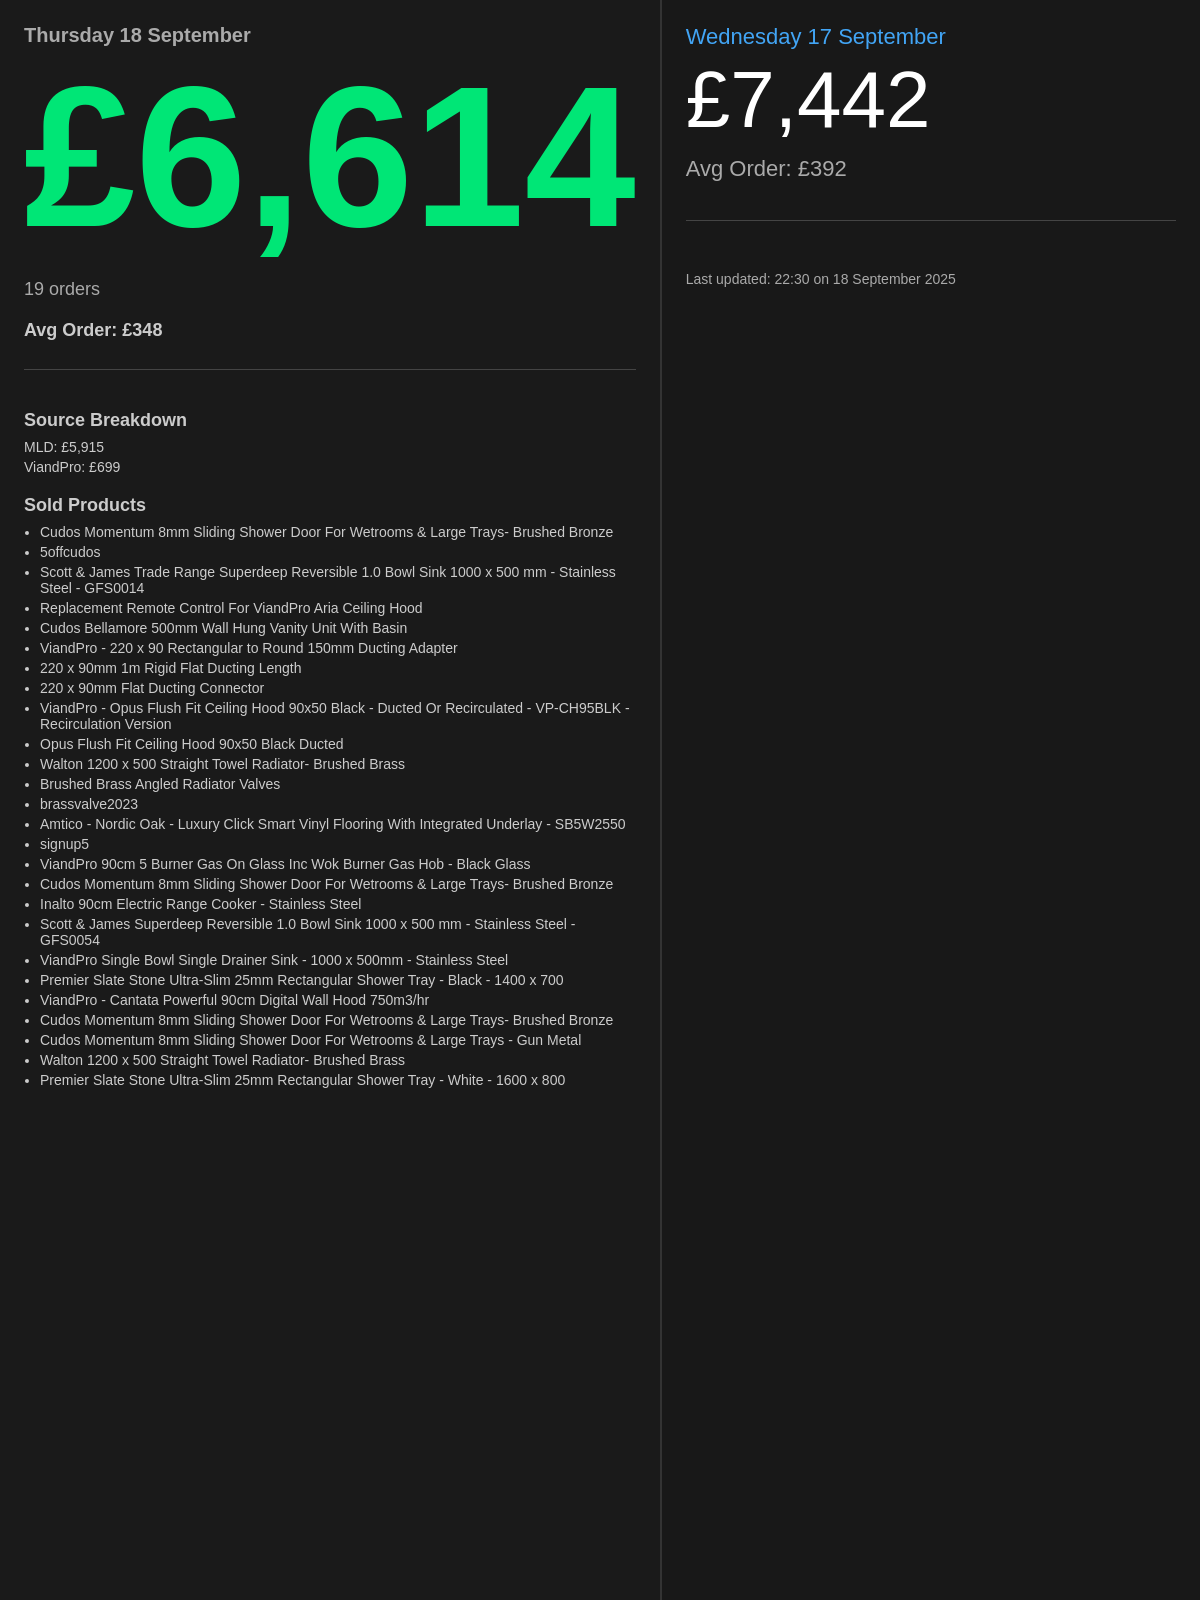 Thursday 18 September
£6,614
19 orders
Avg Order: £348
Source Breakdown
MLD: £5,915
ViandPro: £699
Sold Products
• Cudos Momentum 8mm Sliding Shower Door For Wetrooms & Large Trays- Brushed Bronze
• 5offcudos
• Scott & James Trade Range Superdeep Reversible 1.0 Bowl Sink 1000 x 500 mm - Stainless
Steel - GFS0014
• Replacement Remote Control For ViandPro Aria Ceiling Hood
• Cudos Bellamore 500mm Wall Hung Vanity Unit With Basin
• ViandPro - 220 x 90 Rectangular to Round 150mm Ducting Adapter
• 220 x 90mm 1m Rigid Flat Ducting Length
• 220 x 90mm Flat Ducting Connector
• ViandPro - Opus Flush Fit Ceiling Hood 90x50 Black - Ducted Or Recirculated - VP-CH95BLK -
Recirculation Version
• Opus Flush Fit Ceiling Hood 90x50 Black Ducted
• Walton 1200 x 500 Straight Towel Radiator- Brushed Brass
• Brushed Brass Angled Radiator Valves
• brassvalve2023
• Amtico - Nordic Oak - Luxury Click Smart Vinyl Flooring With Integrated Underlay - SB5W2550
• signup5
• ViandPro 90cm 5 Burner Gas On Glass Inc Wok Burner Gas Hob - Black Glass
• Cudos Momentum 8mm Sliding Shower Door For Wetrooms & Large Trays- Brushed Bronze
• Inalto 90cm Electric Range Cooker - Stainless Steel
• Scott & James Superdeep Reversible 1.0 Bowl Sink 1000 x 500 mm - Stainless Steel -
GFS0054
• ViandPro Single Bowl Single Drainer Sink - 1000 x 500mm - Stainless Steel
• Premier Slate Stone Ultra-Slim 25mm Rectangular Shower Tray - Black - 1400 x 700
• ViandPro - Cantata Powerful 90cm Digital Wall Hood 750m3/hr
• Cudos Momentum 8mm Sliding Shower Door For Wetrooms & Large Trays- Brushed Bronze
• Cudos Momentum 8mm Sliding Shower Door For Wetrooms & Large Trays - Gun Metal
• Walton 1200 x 500 Straight Towel Radiator- Brushed Brass
• Premier Slate Stone Ultra-Slim 25mm Rectangular Shower Tray - White - 1600 x 800
Wednesday 17 September
£7,442
Avg Order: £392
Last updated: 22:30 on 18 September 2025